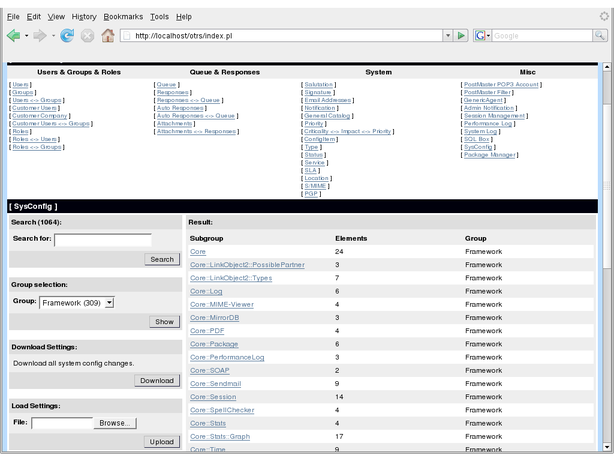 File Edit View History Bookmarks Tools Help
http://localhost/otrs/index.pl
Google
Users & Groups & Roles Queue & Responses System Misc
[ Users ] [ Queue ] [ Salutation ] [ PostMaster POP3 Account ]
[ Groups ] [ Responses ] [ Signature ] [ PostMaster Filter ]
[ Users <-> Groups ] [ Responses <-> Queue ] [ Email Addresses ] [ GenericAgent ]
[ Customer Users ] [ Auto Responses ] [ Notification ] [ Admin Notification ]
[ Customer Company ] [ Auto Responses <-> Queue ] [ General Catalog ] [ Session Management ]
[ Customer Users <-> Groups ] [ Attachments ] [ Priority ] [ Performance Log ]
[ Roles ] [ Attachments <-> Responses ] [ Criticality <-> Impact <-> Priority ] [ System Log ]
[ Roles <-> Users ] [ ConfigItem ] [ SQL Box ]
[ Roles <-> Groups ] [ Type ] [ SysConfig ]
[ Status ] [ Package Manager ]
[ Service ]
[ SLA ]
[ Location ]
[ S/MIME ]
[ PGP ]
[ SysConfig ]
Search (1064):
Search for:
Search
Group selection:
Group: Framework (309)
Show
Download Settings:
Download all system config changes.
Download
Load Settings:
File: Browse...
Upload
Result:
Subgroup Elements Group
Core 24 Framework
Core::LinkObject2::PossiblePartner 3 Framework
Core::LinkObject2::Types 7 Framework
Core::Log 6 Framework
Core::MIME-Viewer 4 Framework
Core::MirrorDB 3 Framework
Core::PDF 4 Framework
Core::Package 6 Framework
Core::PerformanceLog 3 Framework
Core::SOAP 2 Framework
Core::Sendmail 9 Framework
Core::Session 14 Framework
Core::SpellChecker 4 Framework
Core::Stats 4 Framework
Core::Stats::Graph 17 Framework
Core::Time 9 Framework